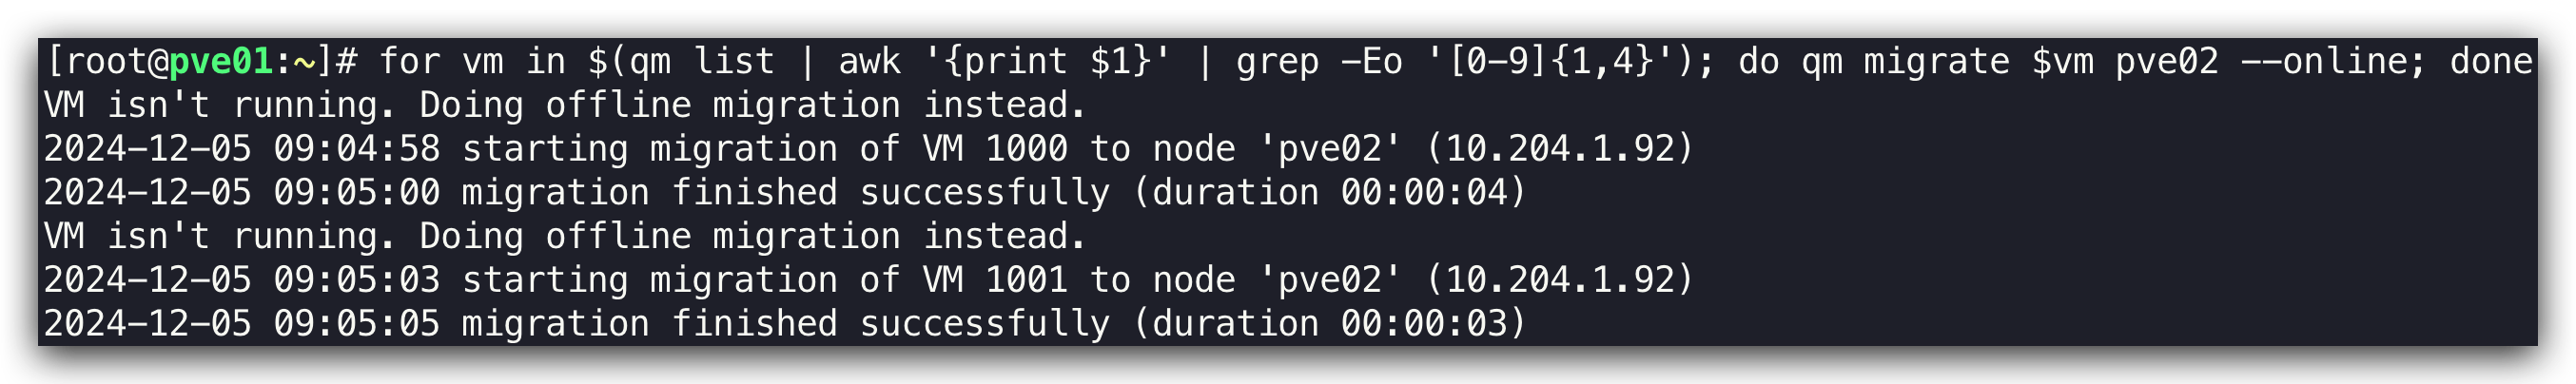 [root@pve01:~]# for vm in $(qm list | awk '{print $1}' | grep -Eo '[0-9]{1,4}'); do qm migrate $vm pve02 --online; done
VM isn't running. Doing offline migration instead.
2024-12-05 09:04:58 starting migration of VM 1000 to node 'pve02' (10.204.1.92)
2024-12-05 09:05:00 migration finished successfully (duration 00:00:04)
VM isn't running. Doing offline migration instead.
2024-12-05 09:05:03 starting migration of VM 1001 to node 'pve02' (10.204.1.92)
2024-12-05 09:05:05 migration finished successfully (duration 00:00:03)